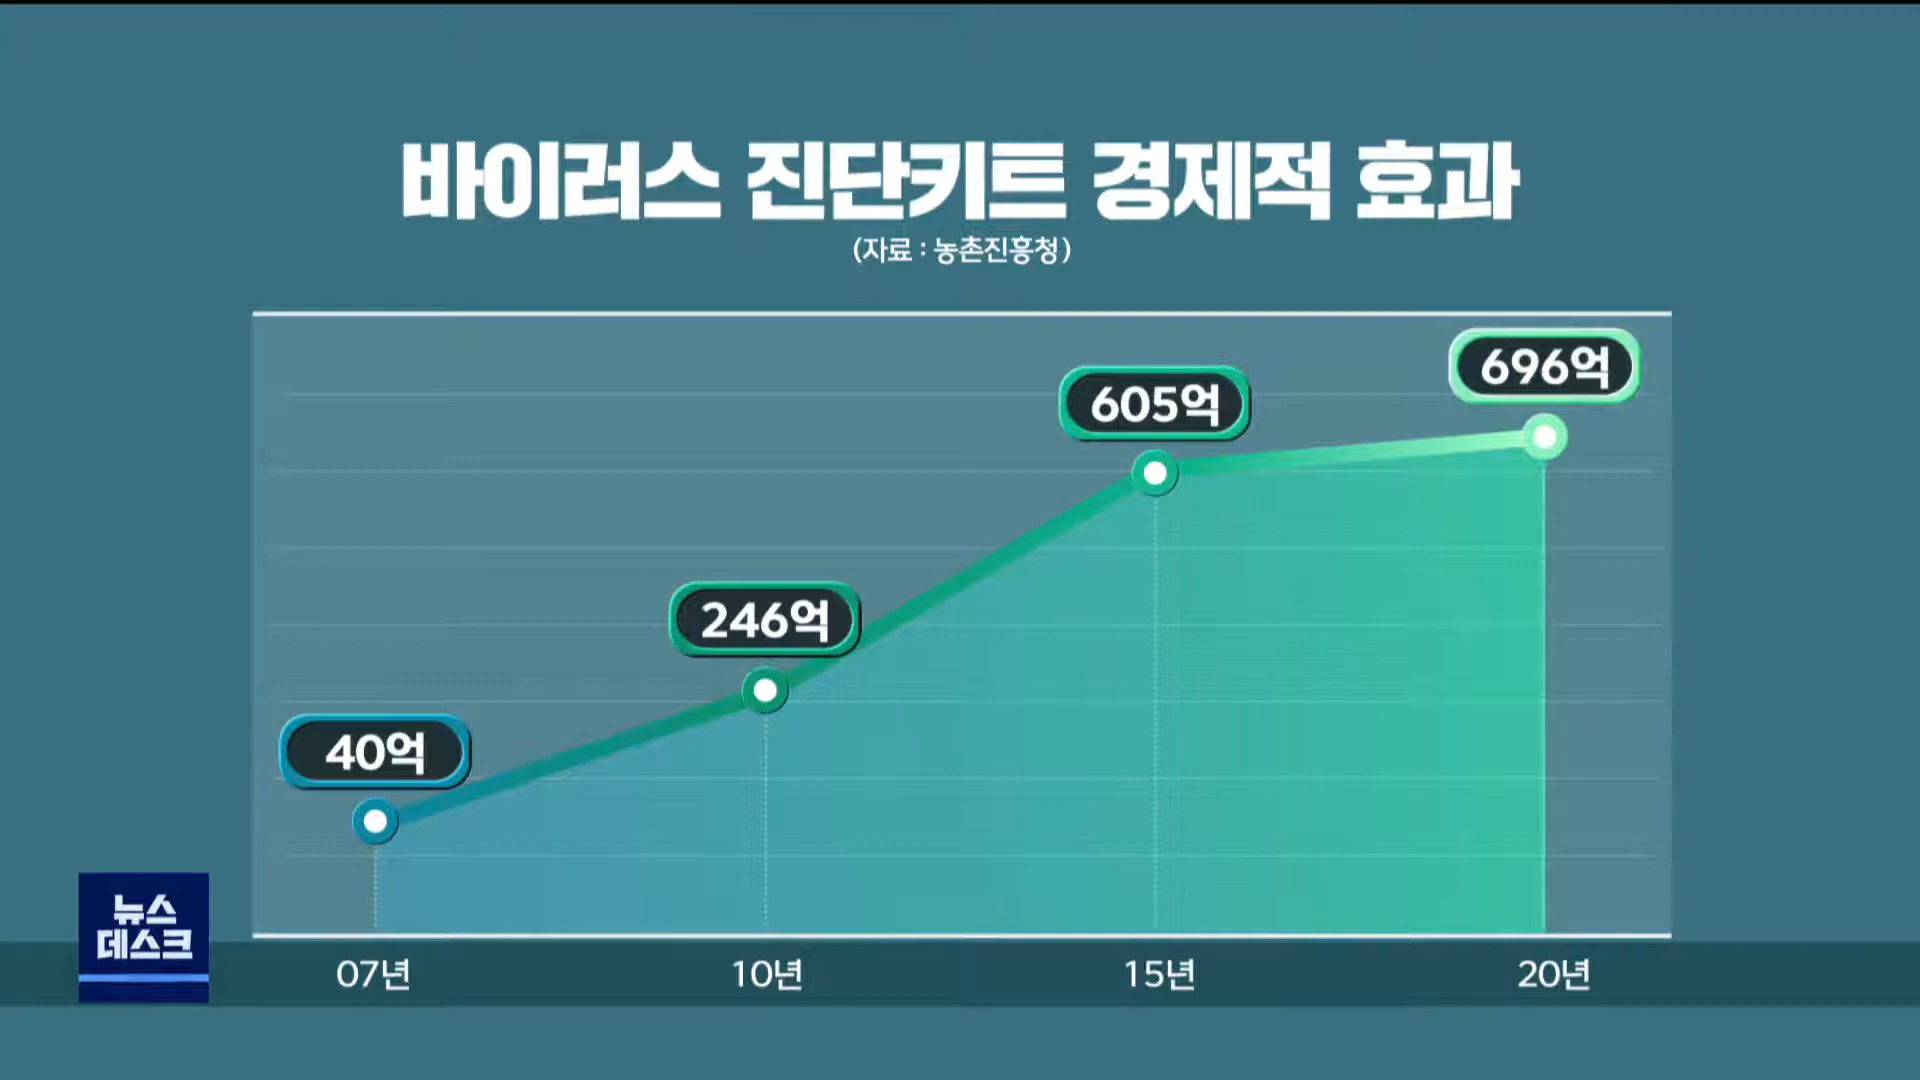 바이러스 진단키트 경제적 효과
(자료 : 농촌진흥청)
696억
605억
246억
40억
뉴스
데스크
07년 10년 15년 20년